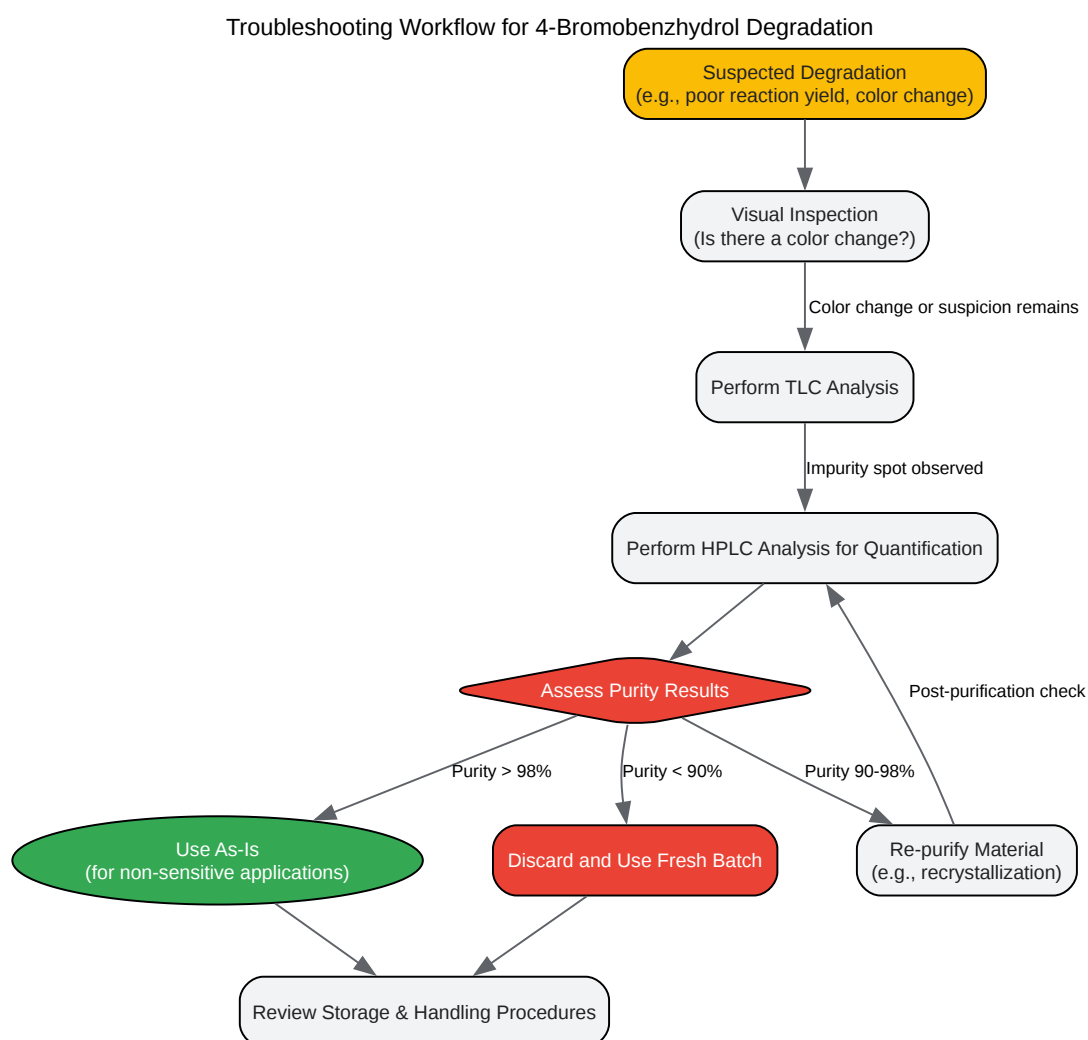 Troubleshooting Workflow for 4-Bromobenzhydrol Degradation
Suspected Degradation
(e.g., poor reaction yield, color change)
Visual Inspection
(Is there a color change?)
Color change or suspicion remains
Perform TLC Analysis
Impurity spot observed
Perform HPLC Analysis for Quantification
Assess Purity Results
Post-purification check
Purity > 98%
Purity < 90%
Purity 90-98%
Use As-Is
(for non-sensitive applications)
Discard and Use Fresh Batch
Re-purify Material
(e.g., recrystallization)
Review Storage & Handling Procedures